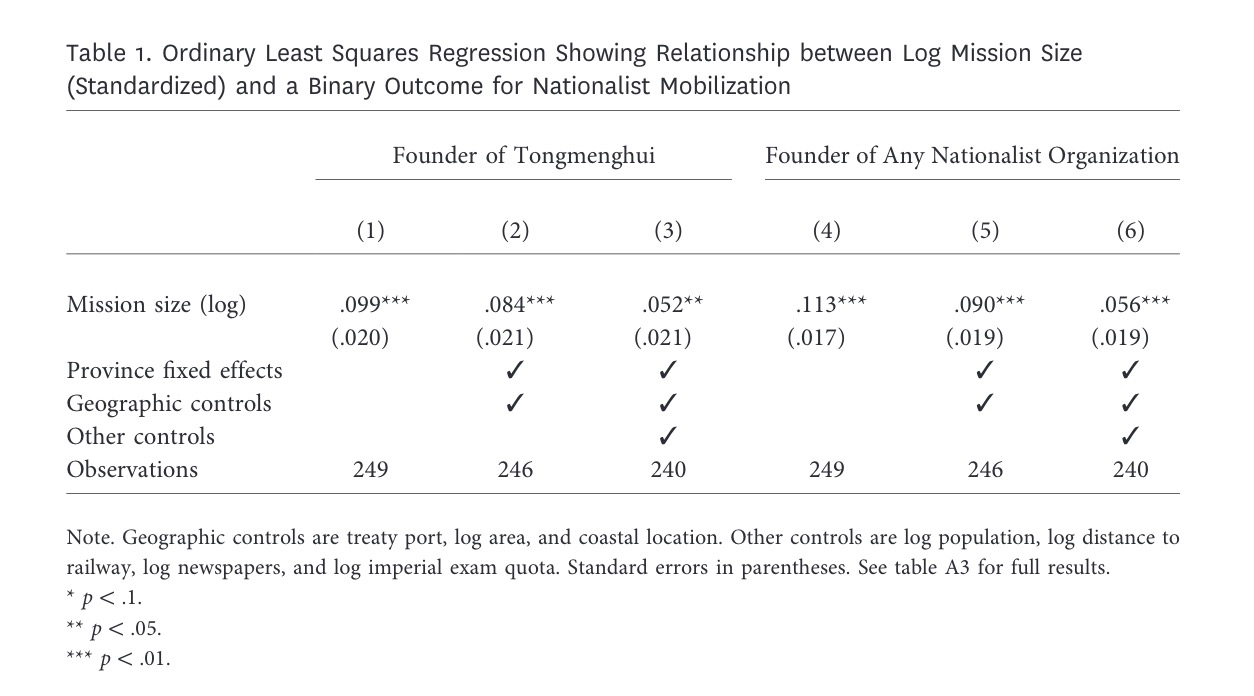 Table 1. Ordinary Least Squares Regression Showing Relationship between Log Mission Size
(Standardized) and a Binary Outcome for Nationalist Mobilization
Founder of Tongmenghui Founder of Any Nationalist Organization
(1) (2) (3) (4) (5) (6)
Mission size (log) .099*** .084*** .052** .113*** .090*** .056***
(.020) (.021) (.021) (.017) (.019) (.019)
Province fixed effects ✓ ✓ ✓ ✓
Geographic controls ✓ ✓ ✓ ✓
Other controls ✓ ✓
Observations 249 246 240 249 246 240
Note. Geographic controls are treaty port, log area, and coastal location. Other controls are log population, log distance to
railway, log newspapers, and log imperial exam quota. Standard errors in parentheses. See table A3 for full results.
* p < .1.
** p < .05.
*** p < .01.